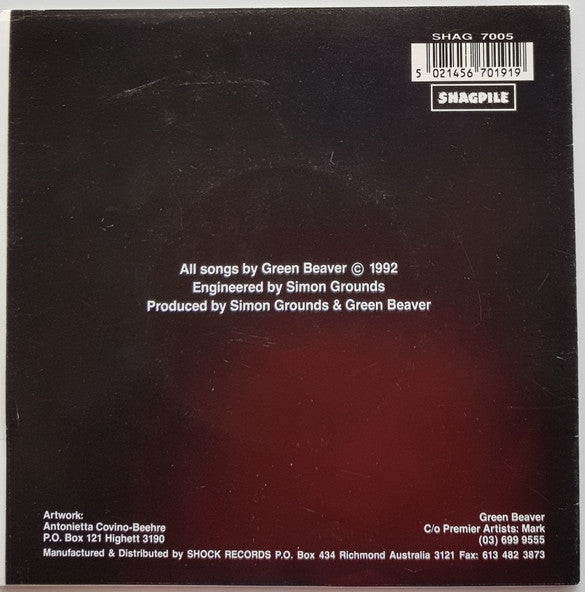 SHAG 7005
5 021456 701919
SHAGPILE
All songs by Green Beaver © 1992
Engineered by Simon Grounds
Produced by Simon Grounds & Green Beaver
Artwork:
Antonietta Covino-Beehre
P.O. Box 121 Highett 3190
Green Beaver
C/o Premier Artists: Mark
(03) 699 9555
Manufactured & Distributed by SHOCK RECORDS P.O. Box 434 Richmond Australia 3121 Fax: 613 482 3873